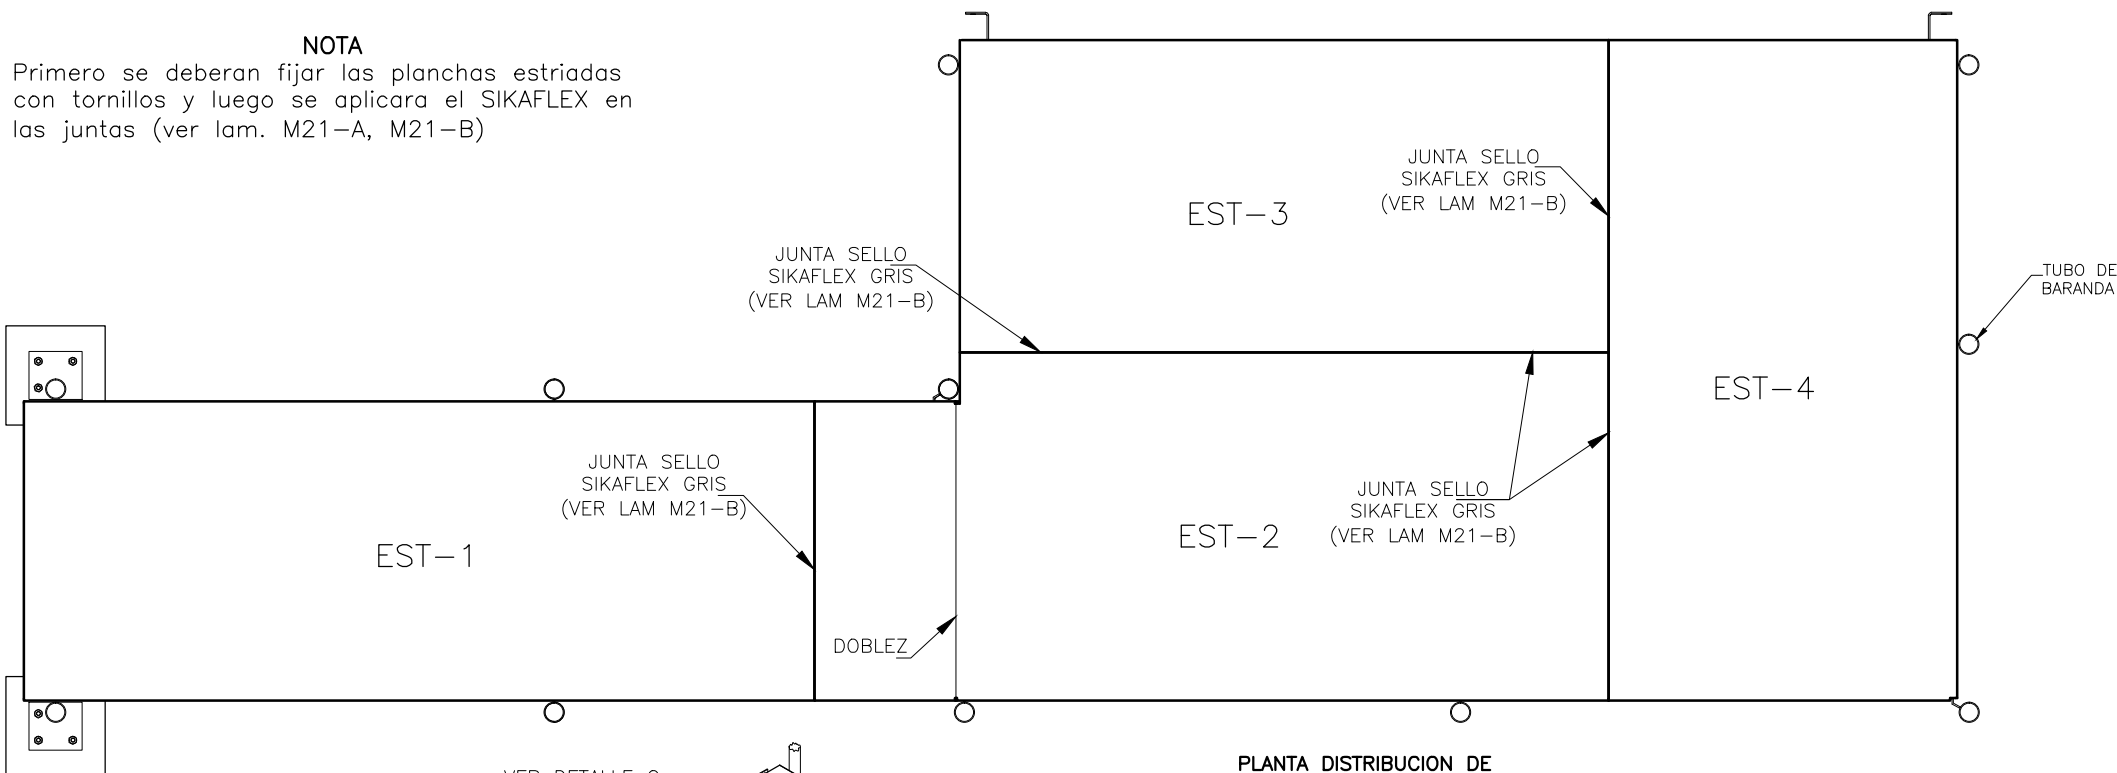 NOTA
Primero se deberan fijar las planchas estriadas
con tornillos y luego se aplicara el SIKAFLEX en
las juntas (ver lam. M21-A, M21-B)
JUNTA SELLO
SIKAFLEX GRIS
(VER LAM M21-B)
EST-3
JUNTA SELLO
SIKAFLEX GRIS
(VER LAM M21-B)
TUBO DE
BARANDA
EST-4
JUNTA SELLO
SIKAFLEX GRIS
(VER LAM M21-B)
EST-1
JUNTA SELLO
SIKAFLEX GRIS
(VER LAM M21-B)
EST-2
DOBLEZ
PLANTA DISTRIBUCION DE
VER DETALLE